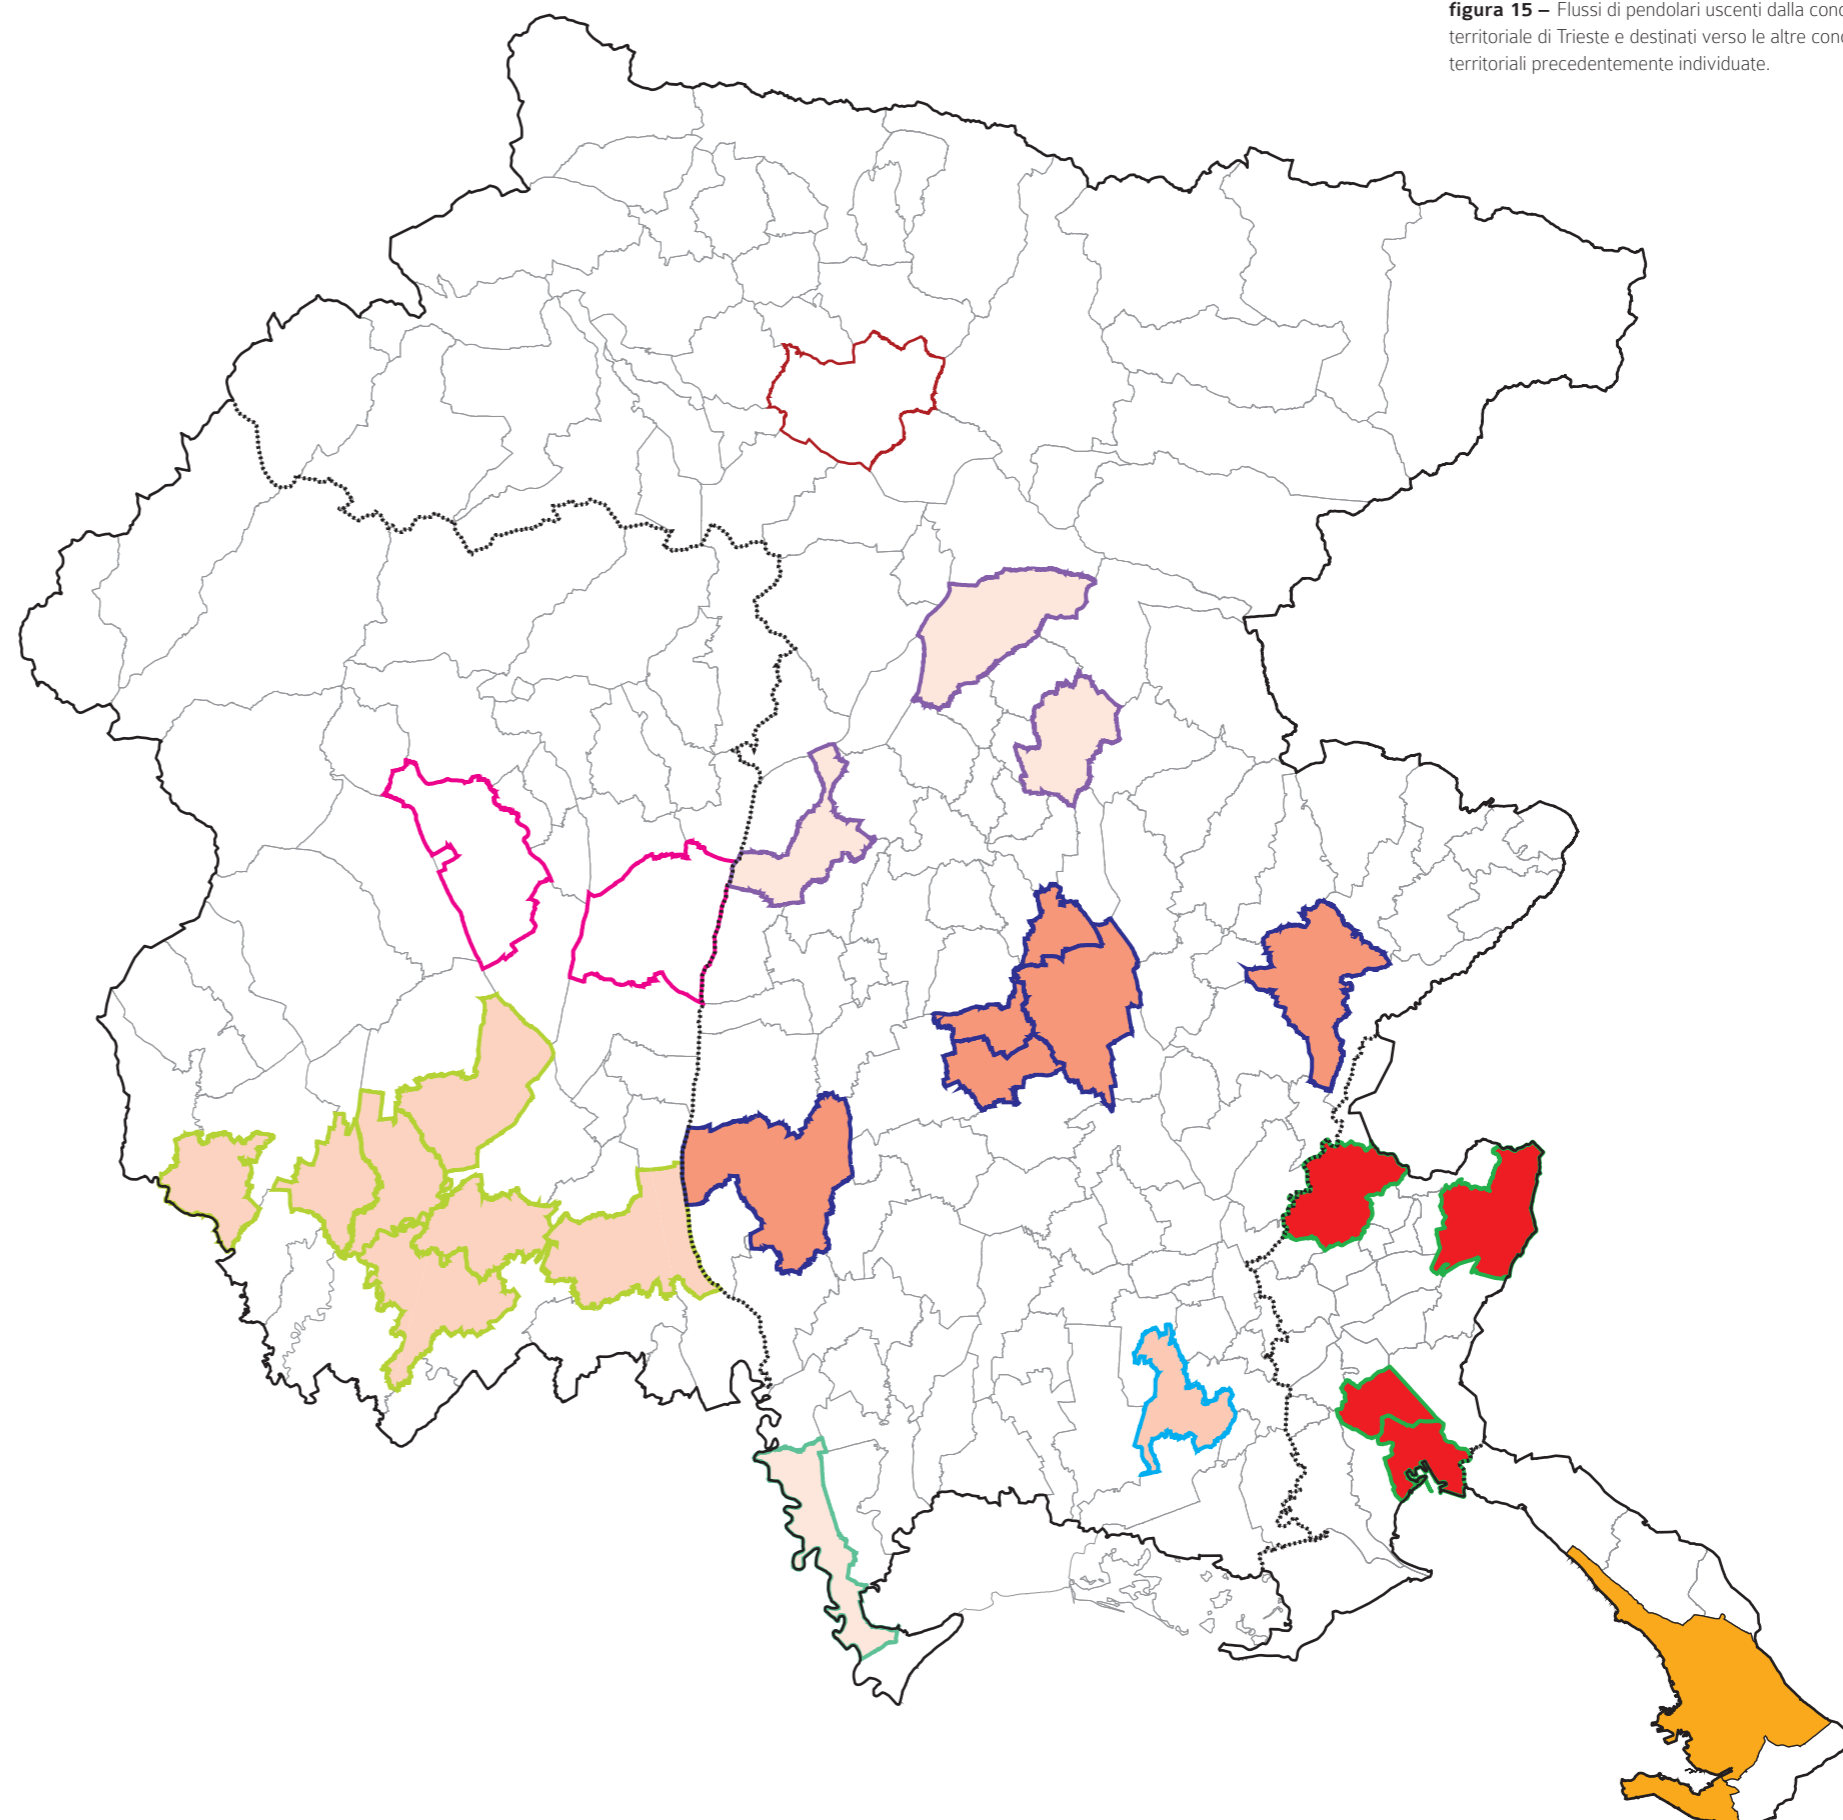 figura 15 – Flussi di pendolari uscenti dalla
territoriale di Trieste e destinati verso le altre
territoriali precedentemente individuate.